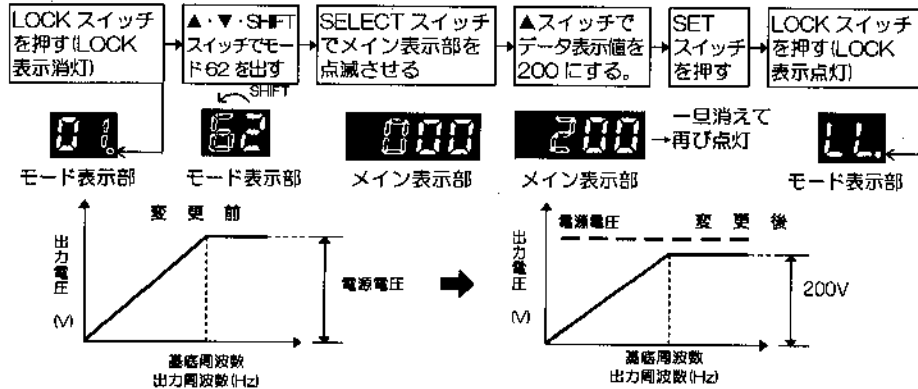 LOCK スイッチ
を押す(LOCK
表示消灯)
▲・▼・SHIFT
スイッチでモー
ド62を出す
SELECT スイッチ
でメイン表示部を
点滅させる
▲スイッチで
データ表示値を
200にする。
SET
スイッチ
を押す
LOCK スイッチ
を押す(LOCK
表示点灯)
SHIFT
01.
62
000
200
一旦消えて
再び点灯
LL.
モード表示部
モード表示部
メイン表示部
メイン表示部
モード表示部
変更前
出力電圧
(V)
電源電圧
基底周波数
出力周波数(Hz)
電源電圧
変更後
出力電圧
(V)
200V
基底周波数
出力周波数(Hz)